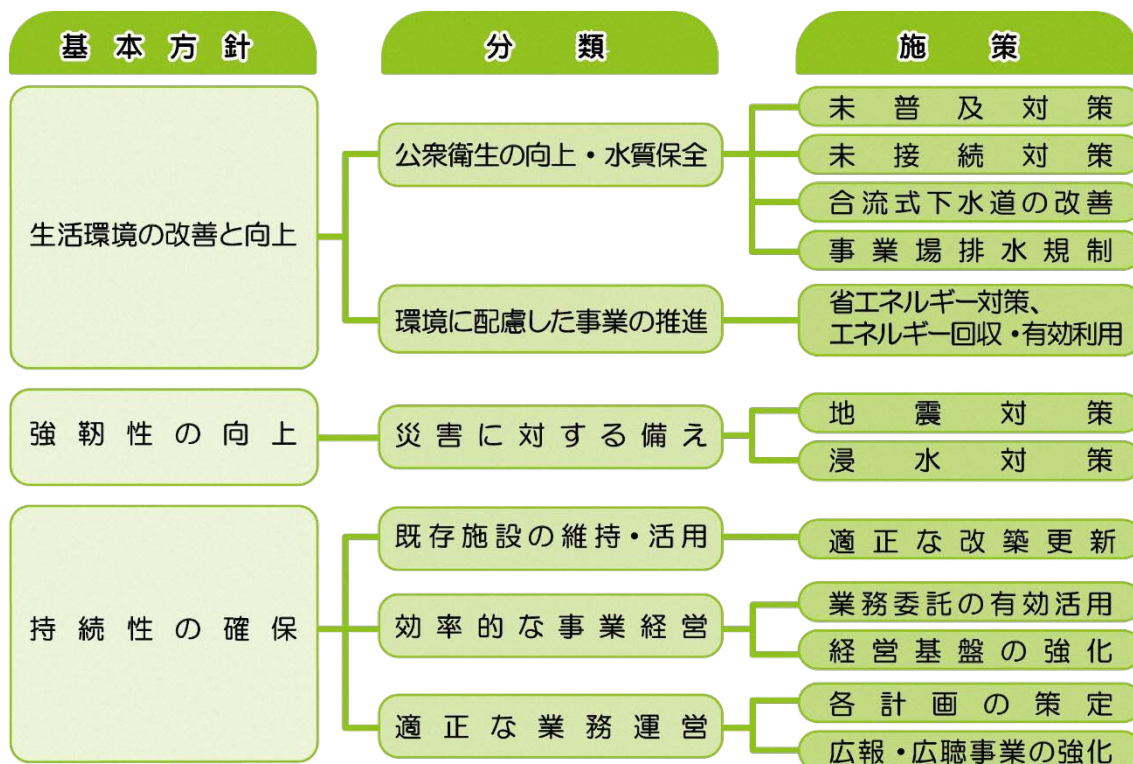 基本方針
分類
施策
生活環境の改善と向上
公衆衛生の向上・水質保全
未普及対策
未接続対策
合流式下水道の改善
事業場排水規制
環境に配慮した事業の推進
省エネルギー対策、
エネルギー回収・有効利用
強靭性の向上
災害に対する備え
地震対策
浸水対策
持続性の確保
既存施設の維持・活用
適正な改築更新
効率的な事業経営
業務委託の有効活用
経営基盤の強化
適正な業務運営
各計画の策定
広報・広聴事業の強化